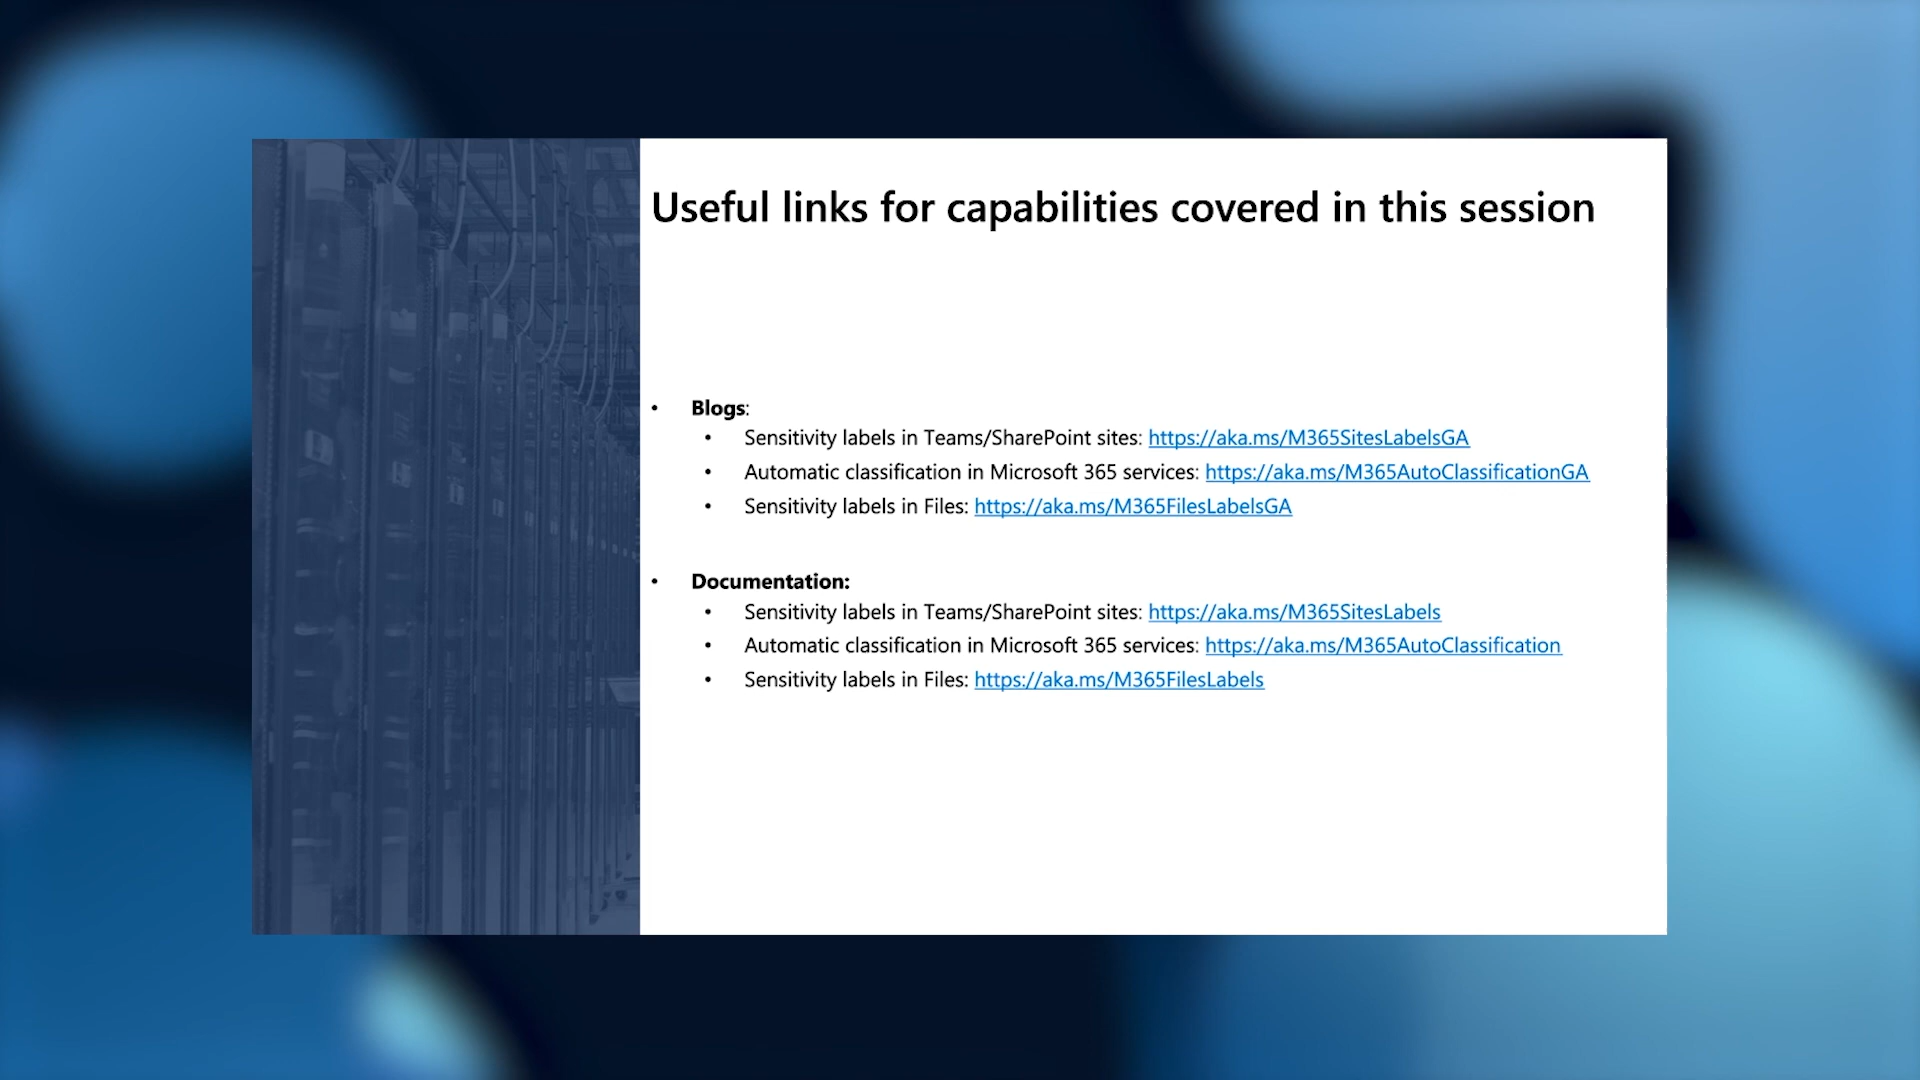 Useful links for capabilities covered in this session
• Blogs:
• Sensitivity labels in Teams/SharePoint sites: https://aka.ms/M365SitesLabelsGA
• Automatic classification in Microsoft 365 services: https://aka.ms/M365AutoClassificationGA
• Sensitivity labels in Files: https://aka.ms/M365FilesLabelsGA
• Documentation:
• Sensitivity labels in Teams/SharePoint sites: https://aka.ms/M365SitesLabels
• Automatic classification in Microsoft 365 services: https://aka.ms/M365AutoClassification
• Sensitivity labels in Files: https://aka.ms/M365FilesLabels